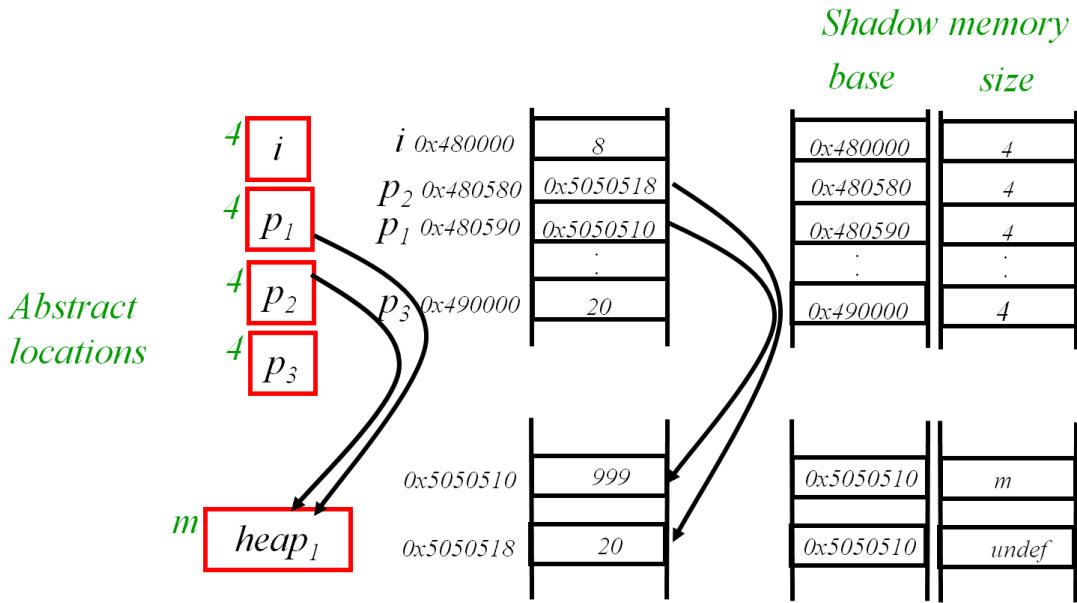 Shadow memory
base size
4 i
i 0x480000 8 0x480000 4
p2 0x480580 0x5050518 0x480580 4
4 p1
p1 0x480590 0x5050510 0x480590 4
: : :
4 p2
p3 0x490000 20 0x490000 4
Abstract
locations
4 p3
0x5050510 999 0x5050510 m
m heap1
0x5050518 20 0x5050510 undef